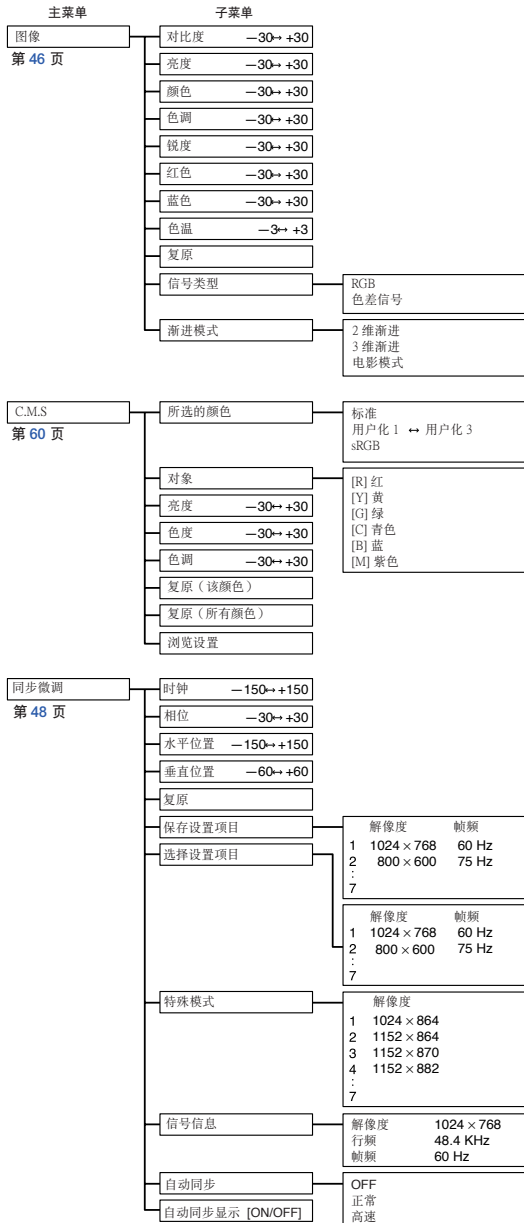 主菜单
子菜单
图像
第 46 页
对比度 －30↔ +30
亮度 －30↔ +30
颜色 －30↔ +30
色调 －30↔ +30
锐度 －30↔ +30
红色 －30↔ +30
蓝色 －30↔ +30
色温 －3↔ +3
复原
信号类型
RGB
色差信号
渐进模式
2 维渐进
3 维渐进
电影模式
C.M.S
第 60 页
所选的颜色
标准
用户化 1 ↔ 用户化 3
sRGB
对象
[R] 红
[Y] 黄
[G] 绿
[C] 青色
[B] 蓝
[M] 紫色
亮度 －30↔ +30
色度 －30↔ +30
色调 －30↔ +30
复原（该颜色）
复原（所有颜色）
浏览设置
同步微调
第 48 页
时钟 －150↔+150
相位 －30↔+30
水平位置 －150↔+150
垂直位置 －60↔+60
复原
保存设置项目
解像度 帧频
1 1024 × 768 60 Hz
2 800 × 600 75 Hz
:
7
选择设置项目
解像度 帧频
1 1024 × 768 60 Hz
2 800 × 600 75 Hz
:
7
特殊模式
解像度
1 1024 × 864
2 1152 × 864
3 1152 × 870
4 1152 × 882
:
7
信号信息
解像度 1024 × 768
行频 48.4 KHz
帧频 60 Hz
自动同步
OFF
正常
高速
自动同步显示 [ON/OFF]